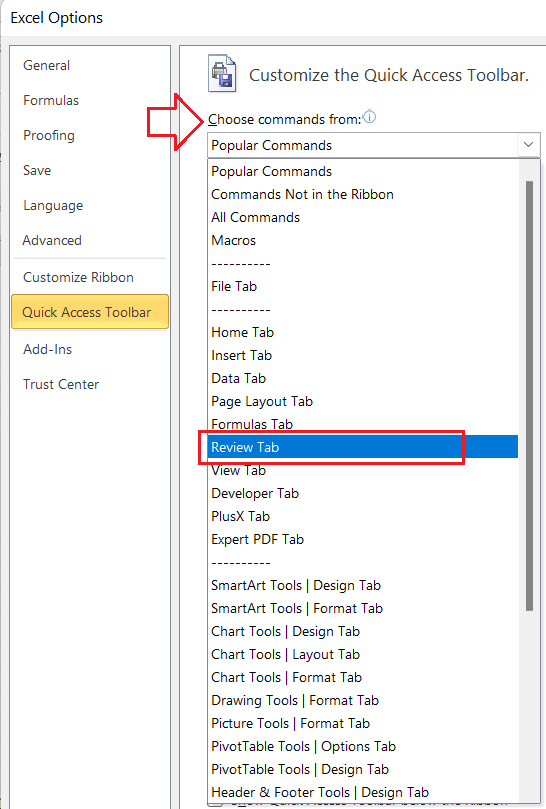 Excel Options
General
Formulas
Proofing
Save
Language
Advanced
Customize Ribbon
Quick Access Toolbar
Add-Ins
Trust Center
Customize the Quick Access Toolbar.
Choose commands from:
Popular Commands
Popular Commands
Commands Not in the Ribbon
All Commands
Macros
----------
File Tab
----------
Home Tab
Insert Tab
Data Tab
Page Layout Tab
Formulas Tab
Review Tab
View Tab
Developer Tab
PlusX Tab
Expert PDF Tab
----------
SmartArt Tools | Design Tab
SmartArt Tools | Format Tab
Chart Tools | Design Tab
Chart Tools | Layout Tab
Chart Tools | Format Tab
Drawing Tools | Format Tab
Picture Tools | Format Tab
PivotTable Tools | Options Tab
PivotTable Tools | Design Tab
Header & Footer Tools | Design Tab